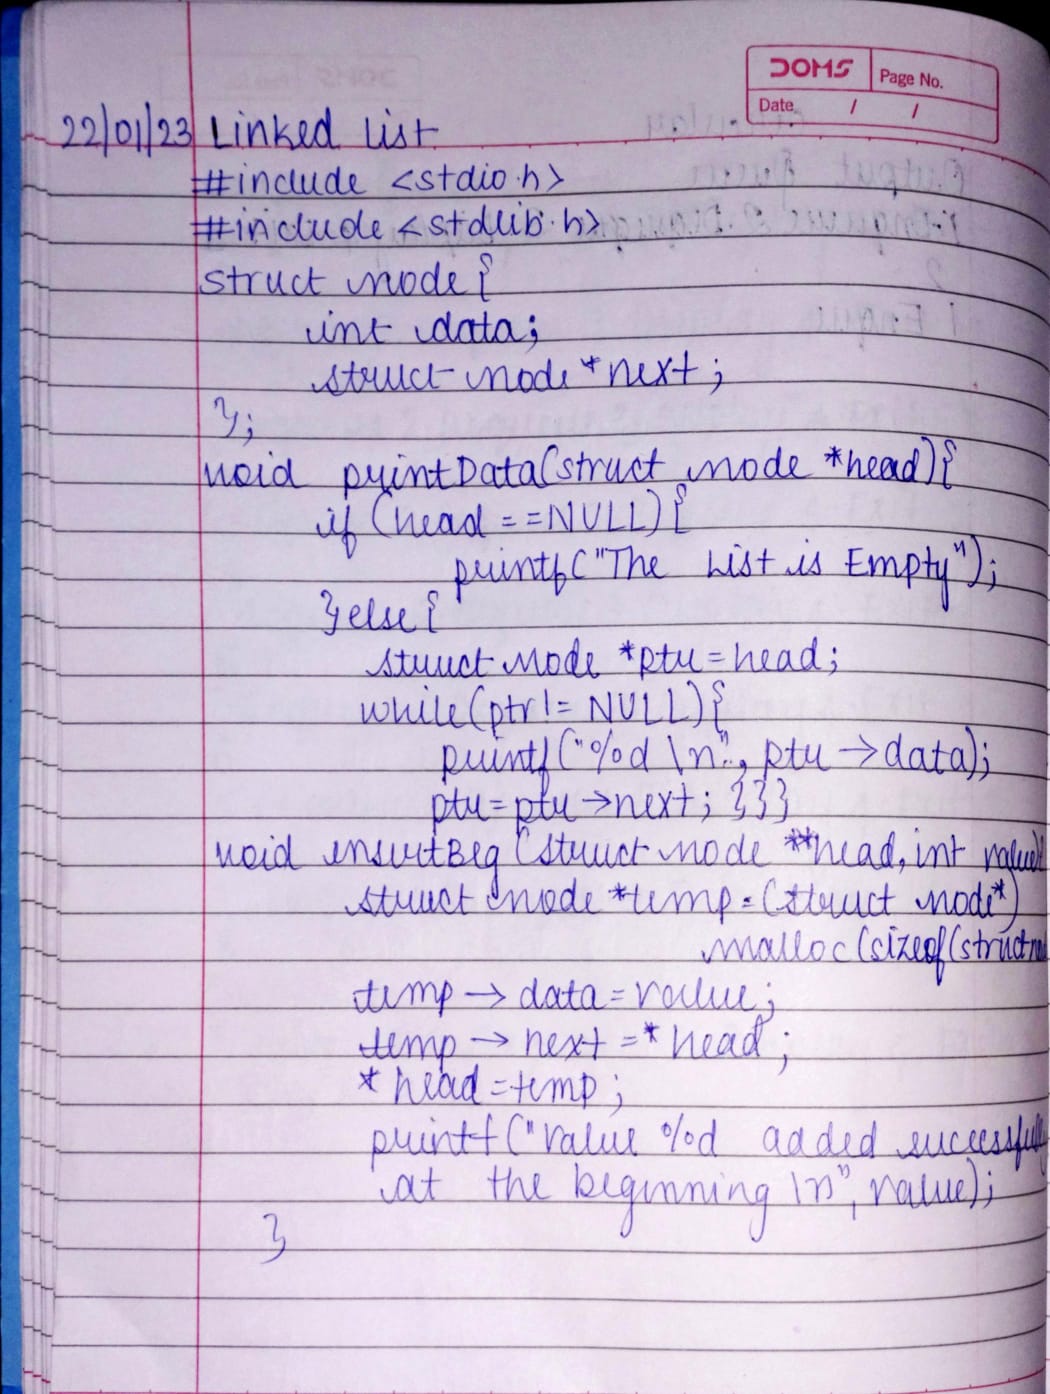 DOMS
Page No.
Date / /
22/01/23 Linked List
#include <stdio.h>
#include <stdlib.h>
struct node {
int data;
struct node *next;
};
void printData(struct node *head){
if (head ==NULL){
printf("The List is Empty");
}else{
struct node *ptr=head;
while(ptr!= NULL){
printf("%d \n", ptr->data);
ptr=ptr->next; }}}
void insertBeg (struct node **head, int value){
struct node *temp=(struct node*)
malloc(sizeof(struct
temp->data=value;
temp->next=*head;
*head=temp;
printf("value %d added successfully
at the beginning \n", value);
}